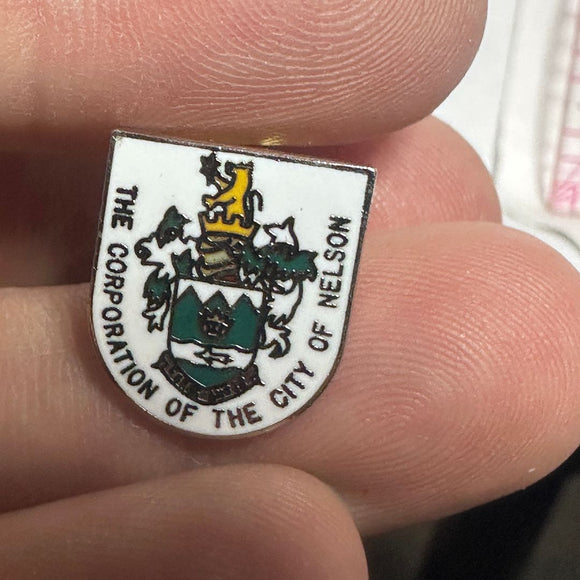 THE CORPORATION OF THE CITY OF NELSON